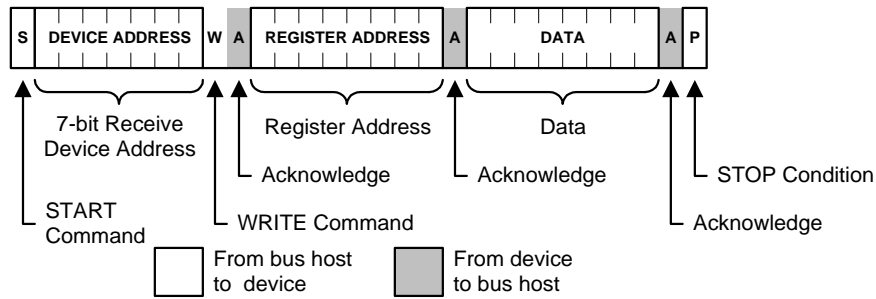 S DEVICE ADDRESS W A REGISTER ADDRESS A DATA A P
7-bit Receive
Device Address
Register Address
Data
Acknowledge
Acknowledge
STOP Condition
START
Command
WRITE Command
Acknowledge
From bus host
to device
From device
to bus host